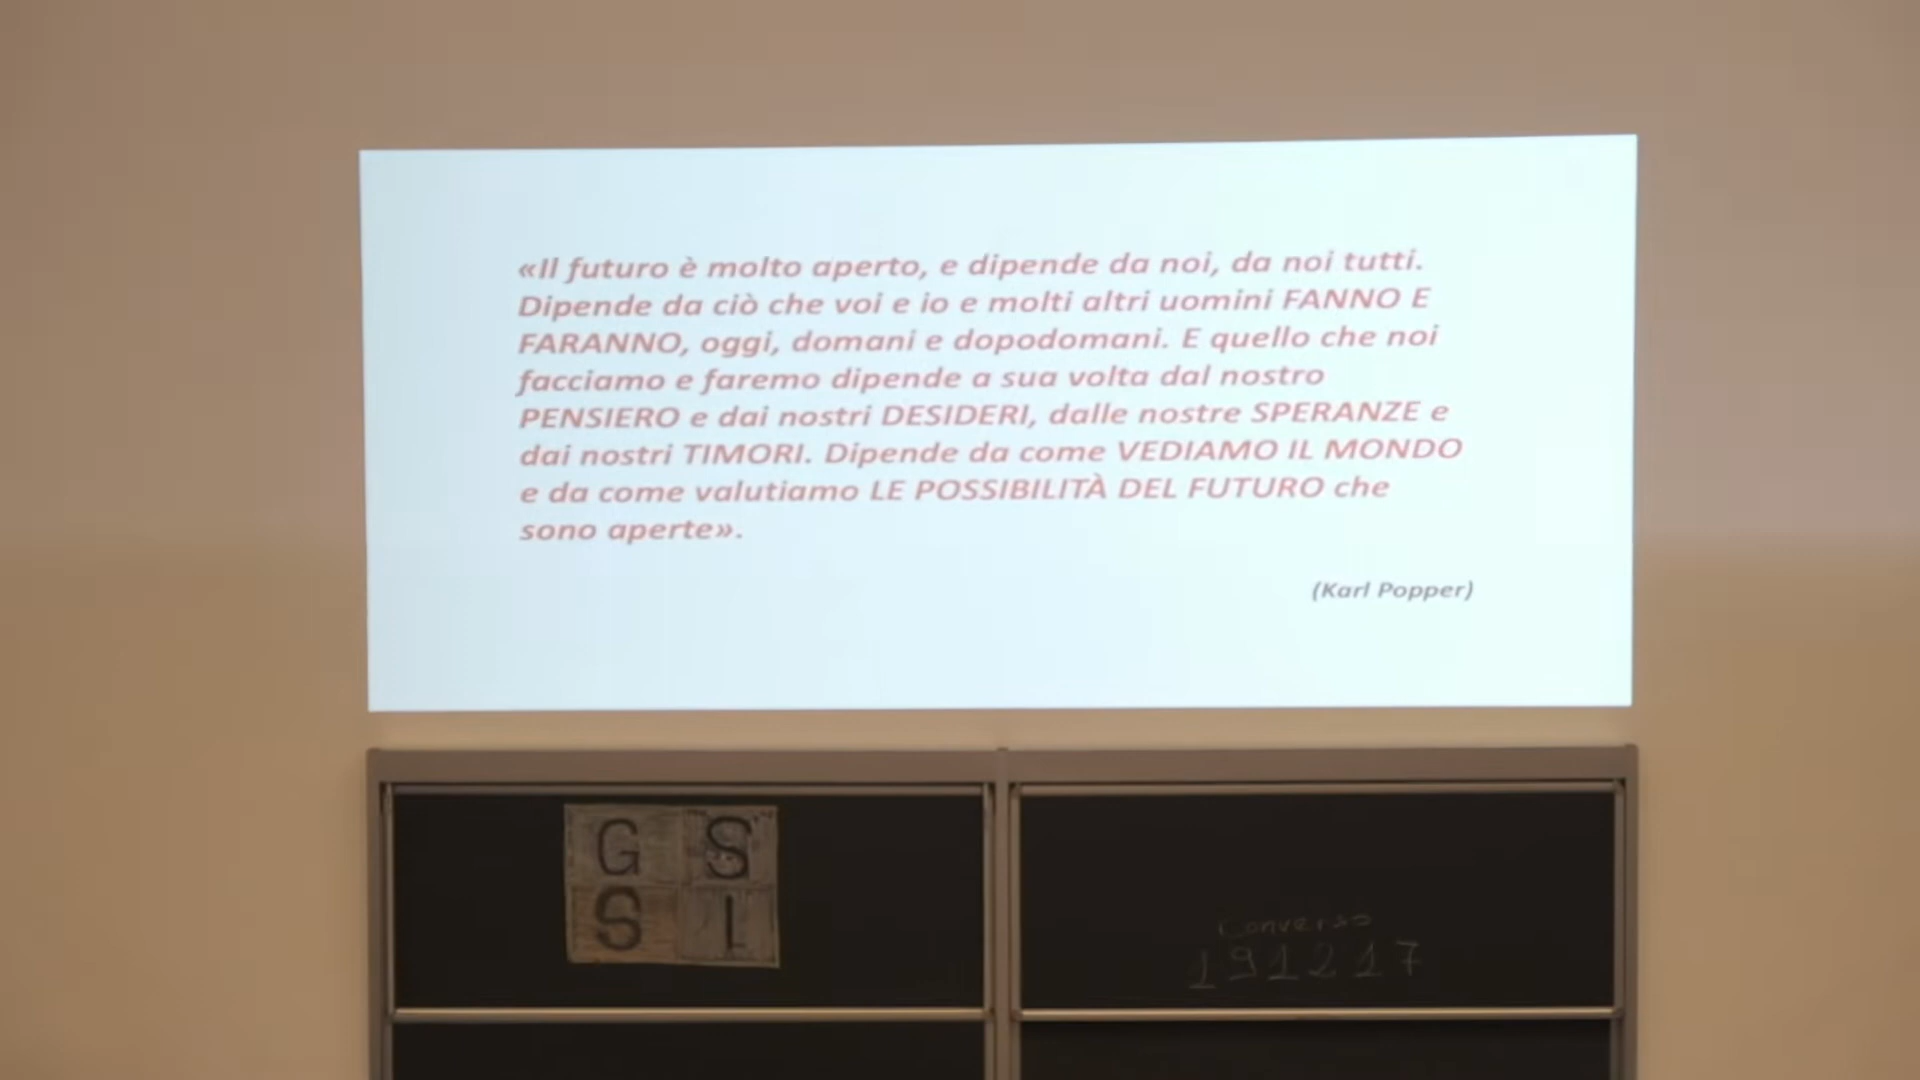 «Il futuro è molto aperto, e dipende da noi, da noi tutti.
Dipende da ciò che voi e io e molti altri uomini FANNO E
FARANNO, oggi, domani e dopodomani. E quello che noi
facciamo e faremo dipende a sua volta dal nostro
PENSIERO e dai nostri DESIDERI, dalle nostre SPERANZE e
dai nostri TIMORI. Dipende da come VEDIAMO IL MONDO
e da come valutiamo LE POSSIBILITÀ DEL FUTURO che
sono aperte».
(Karl Popper)
G S
S I
Converso
191217